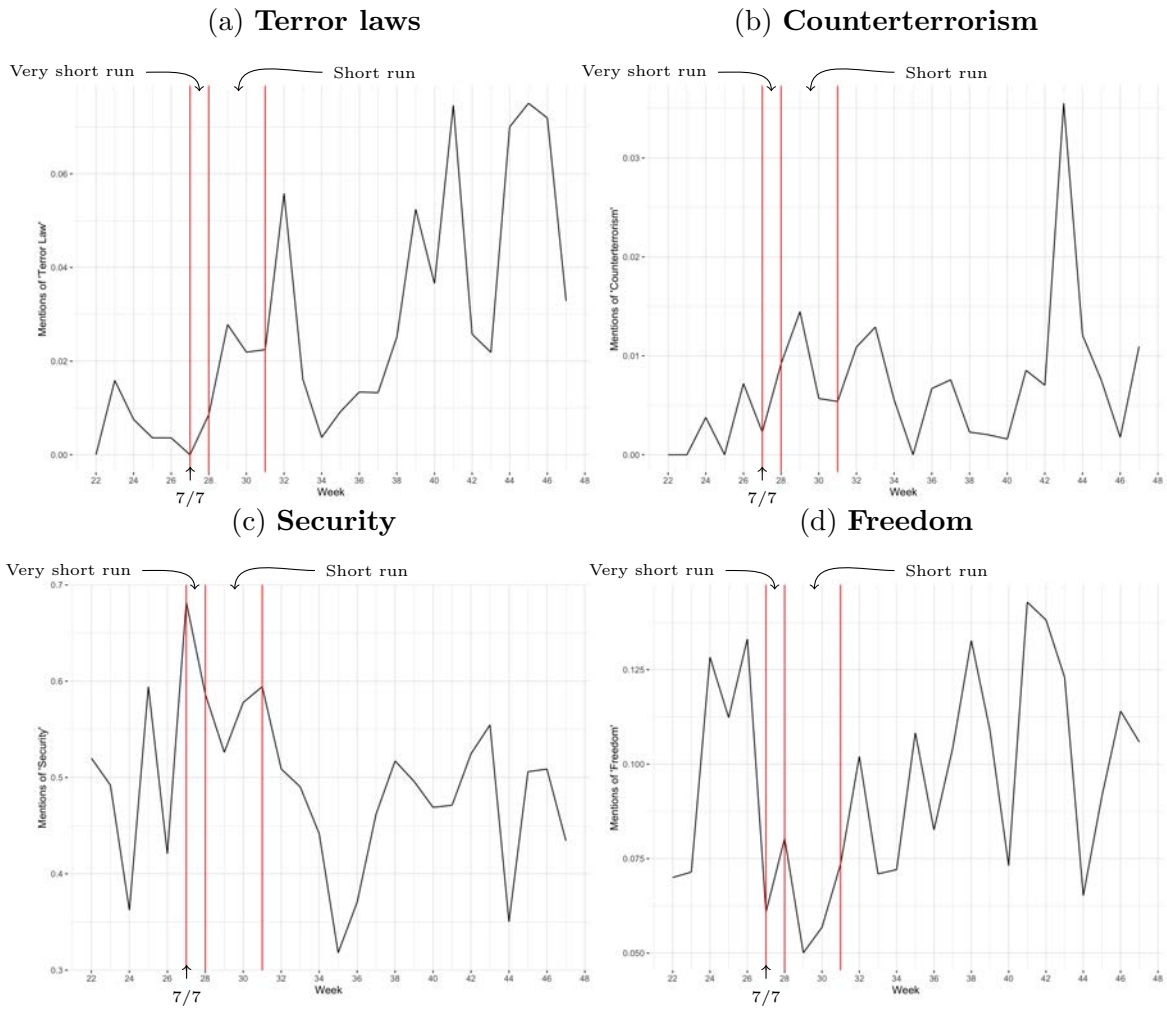 (a) Terror laws
Very short run
Short run
Mentions of 'Terror Law'
0.06
0.04
0.02
0.00
22 24 26 28 30 32 34 36 38 40 42 44 46 48
Week
7/7
(b) Counterterrorism
Very short run
Short run
Mentions of 'Counterterrorism'
0.03
0.02
0.01
0.00
22 24 26 28 30 32 34 36 38 40 42 44 46 48
Week
7/7
(c) Security
Very short run
Short run
Mentions of 'Security'
0.7
0.6
0.5
0.4
0.3
22 24 26 28 30 32 34 36 38 40 42 44 46 48
Week
7/7
(d) Freedom
Very short run
Short run
Mentions of 'Freedom'
0.125
0.100
0.075
0.050
22 24 26 28 30 32 34 36 38 40 42 44 46 48
Week
7/7